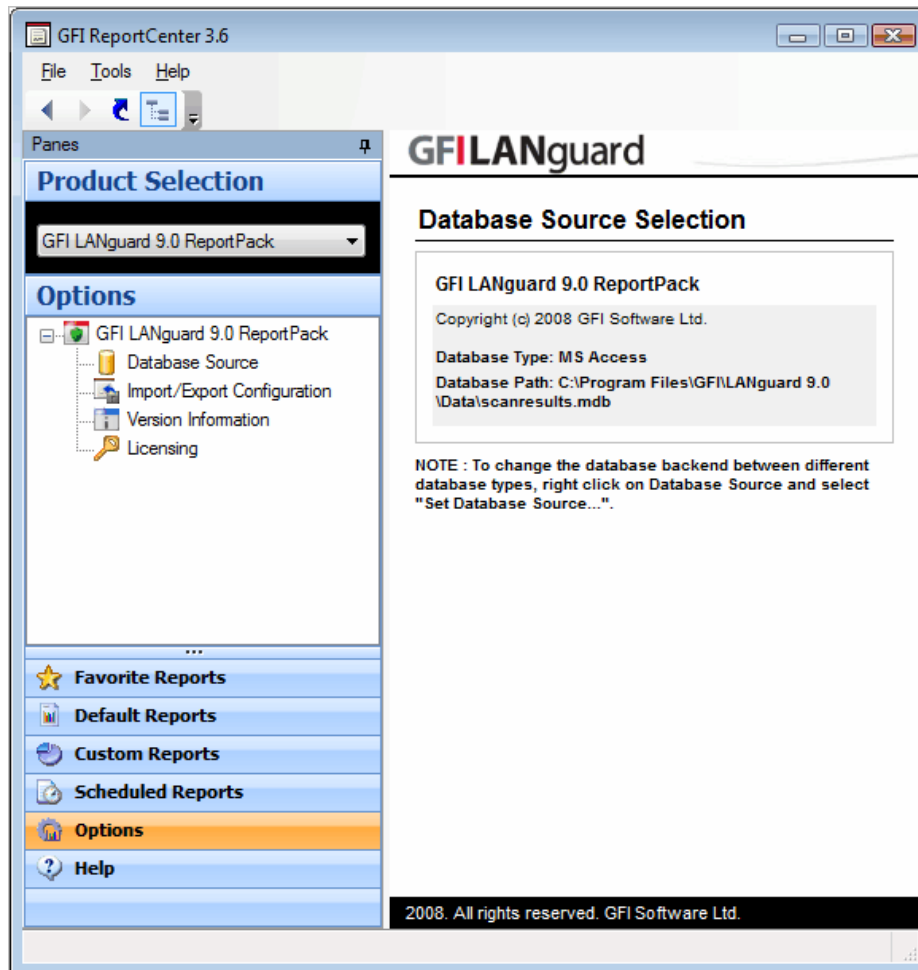 GFI ReportCenter 3.6
File Tools Help
Panes
Product Selection
GFI LANguard 9.0 ReportPack
Options
GFI LANguard 9.0 ReportPack
Database Source
Import/Export Configuration
Version Information
Licensing
Favorite Reports
Default Reports
Custom Reports
Scheduled Reports
Options
Help
GFILANguard
Database Source Selection
GFI LANguard 9.0 ReportPack
Copyright (c) 2008 GFI Software Ltd.
Database Type: MS Access
Database Path: C:\Program Files\GFI\LANguard 9.0
\Data\scanresults.mdb
NOTE : To change the database backend between different
database types, right click on Database Source and select
"Set Database Source...".
2008. All rights reserved. GFI Software Ltd.